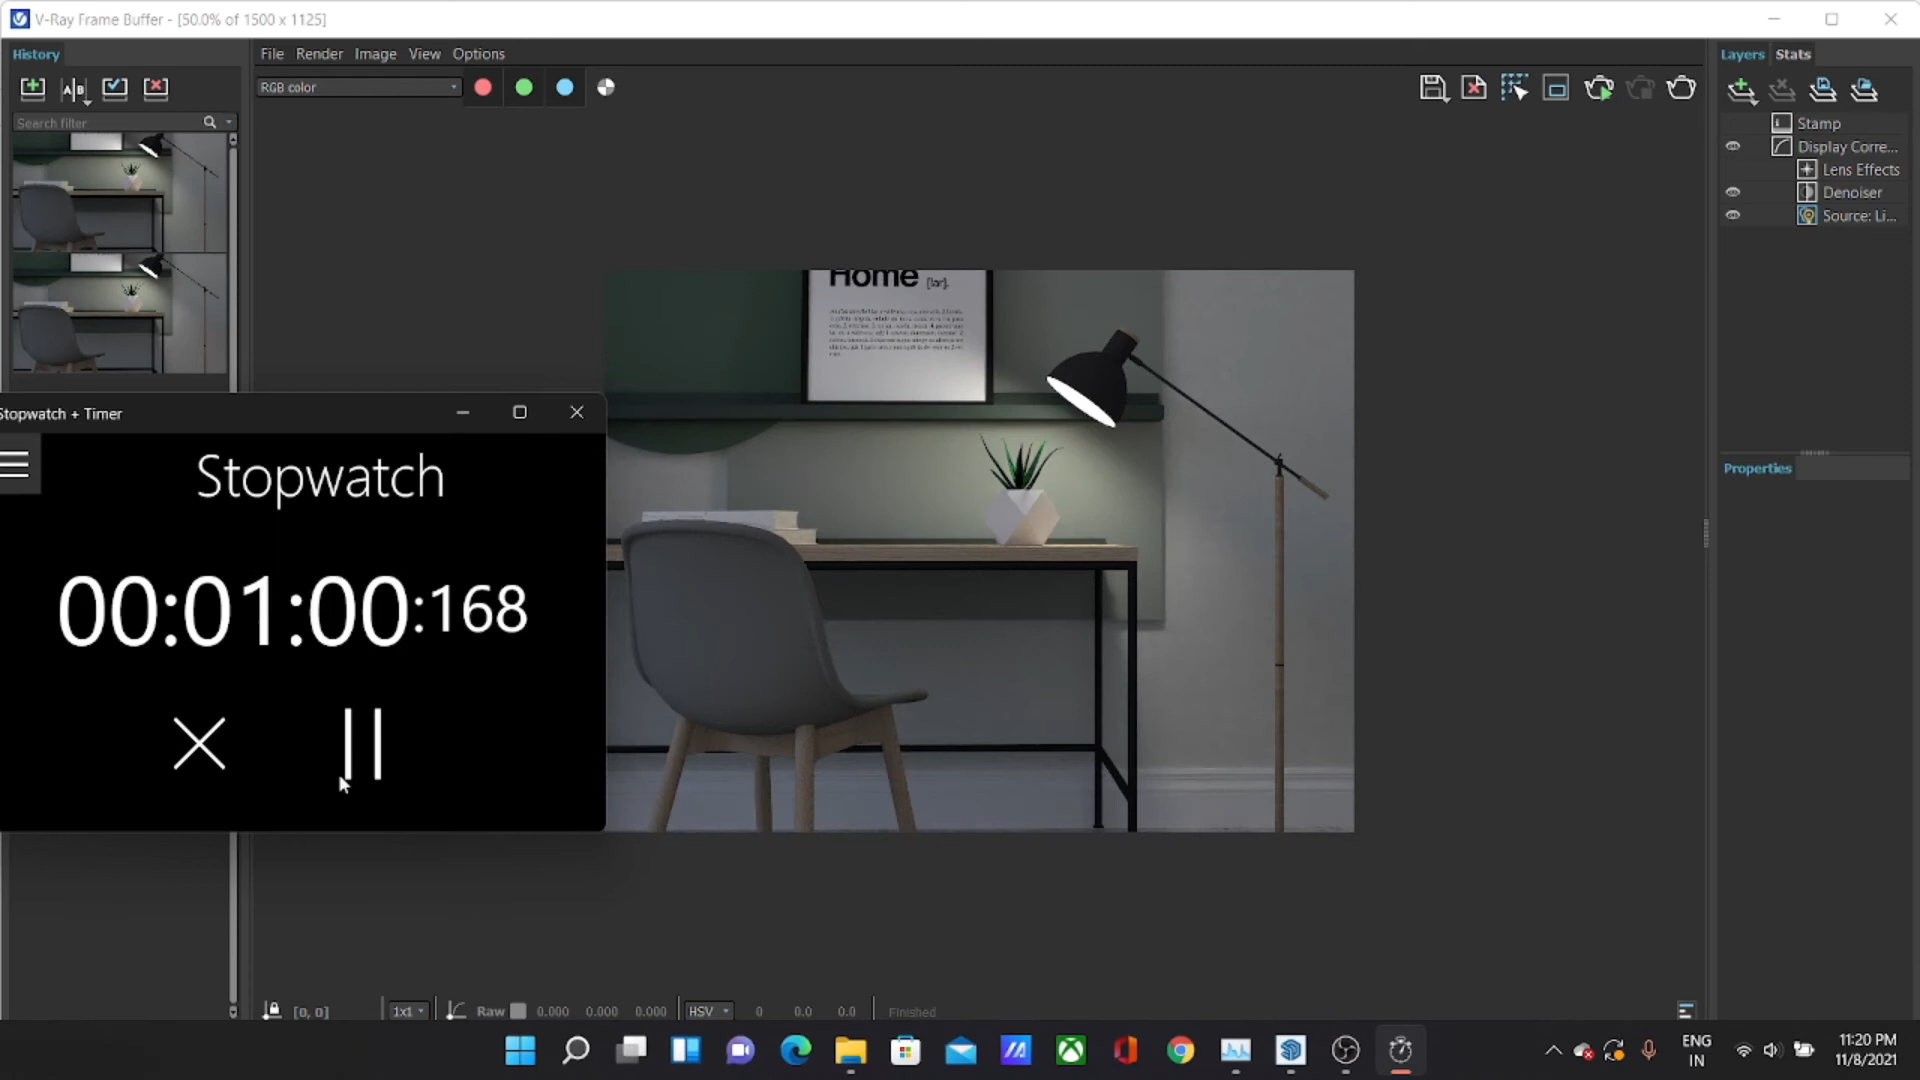 V-Ray Frame Buffer - [50.0% of 1500 x 1125]
History
File Render Image View Options
Layers Stats
RGB color
Search filter
Stamp
Display Corre...
Lens Effects
Denoiser
Source: Li...
Properties
Home [lar].
Stopwatch + Timer
Stopwatch
00:01:00:168
[0, 0] 1x1 Raw 0.000 0.000 0.000 HSV 0 0.0 0.0 Finished
ENG
IN
11:20 PM
11/8/2021